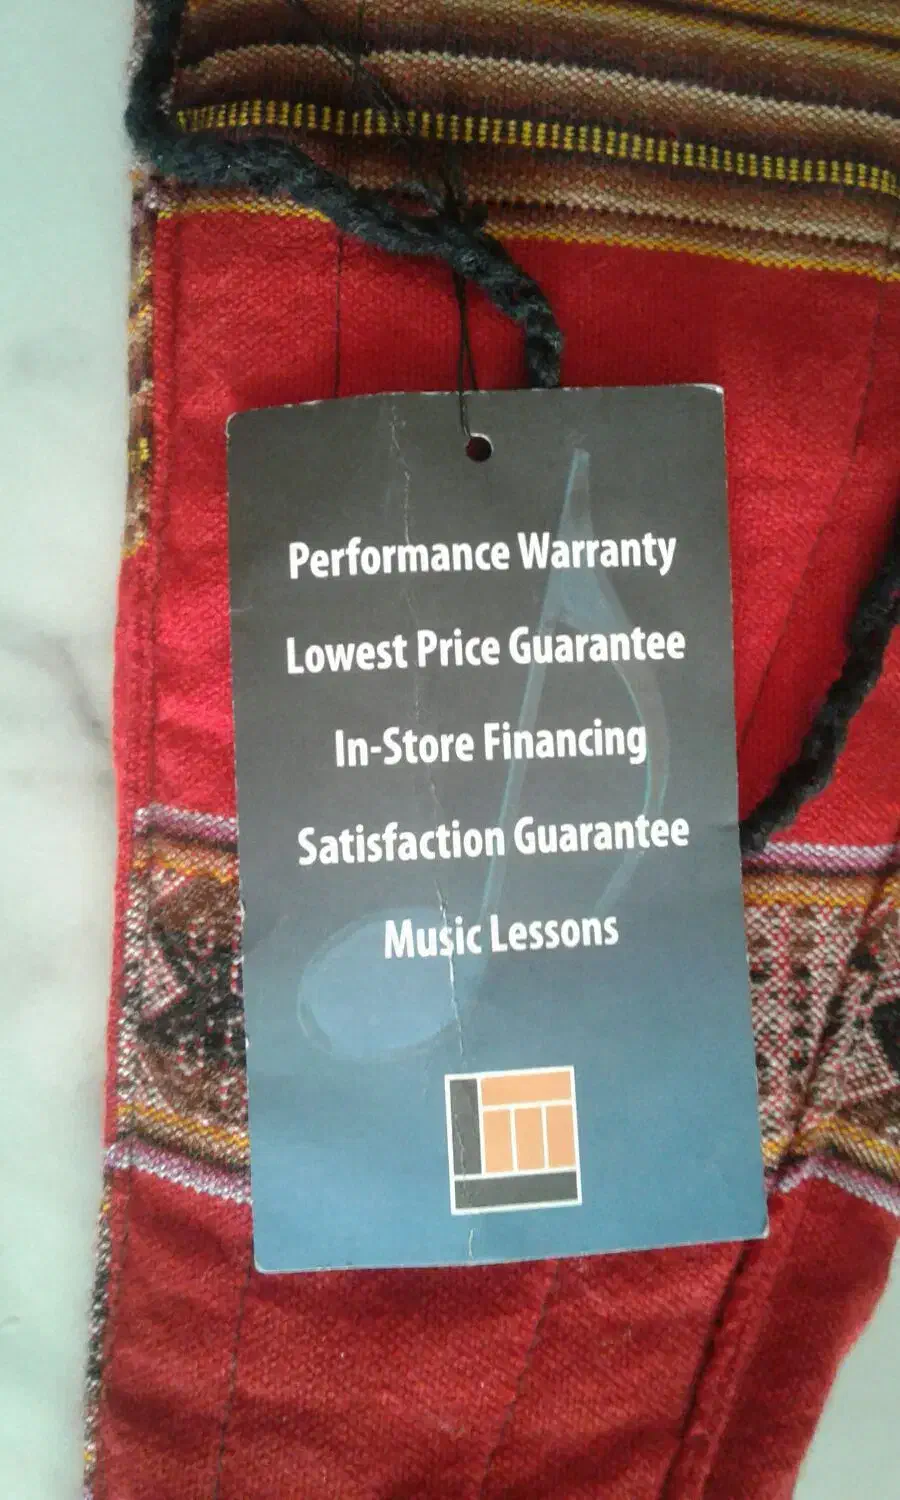 Performance Warranty
Lowest Price Guarantee
In-Store Financing
Satisfaction Guarantee
Music Lessons